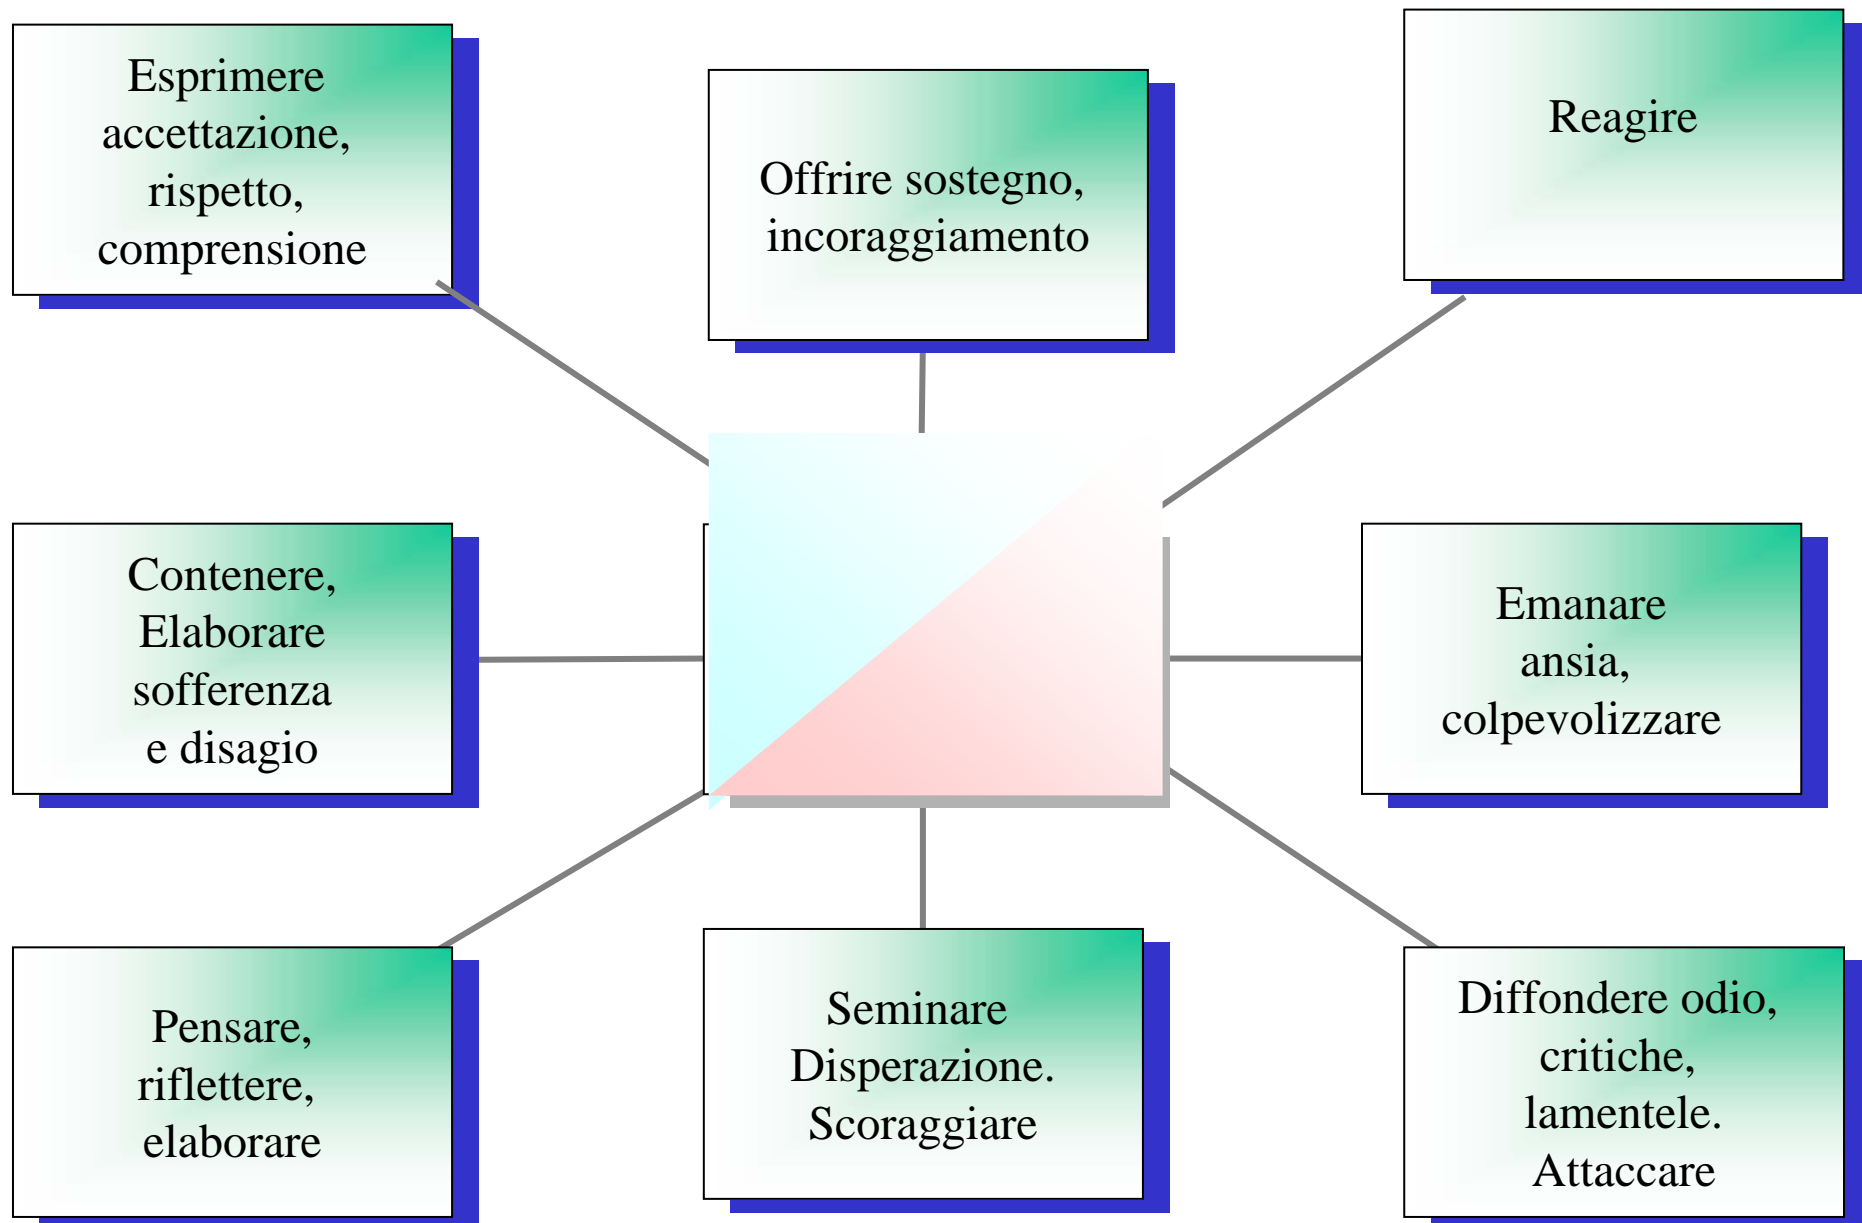 Esprimere
accettazione,
rispetto,
comprensione
Offrire sostegno,
incoraggiamento
Reagire
Contenere,
Elaborare
sofferenza
e disagio
Emanare
ansia,
colpevolizzare
Pensare,
riflettere,
elaborare
Seminare
Disperazione.
Scoraggiare
Diffondere odio,
critiche,
lamentele.
Attaccare